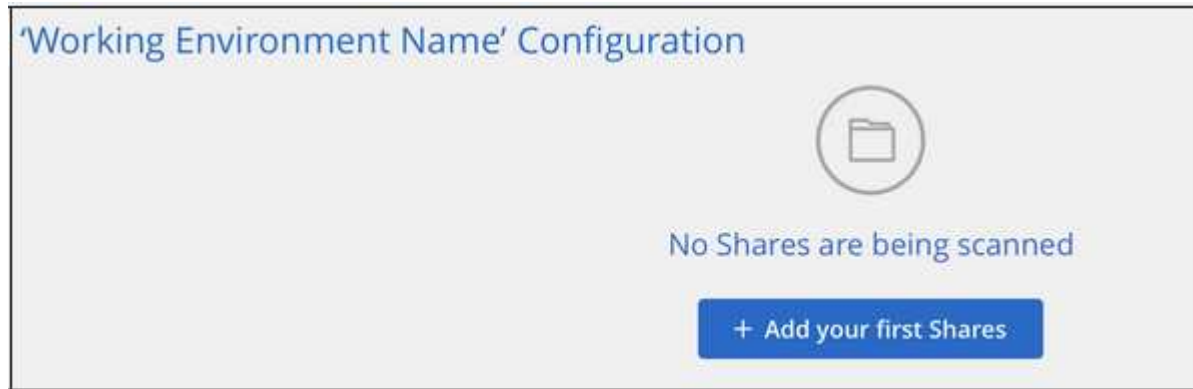 ‘Working Environment Name’ Configuration
No Shares are being scanned
+ Add your first Shares